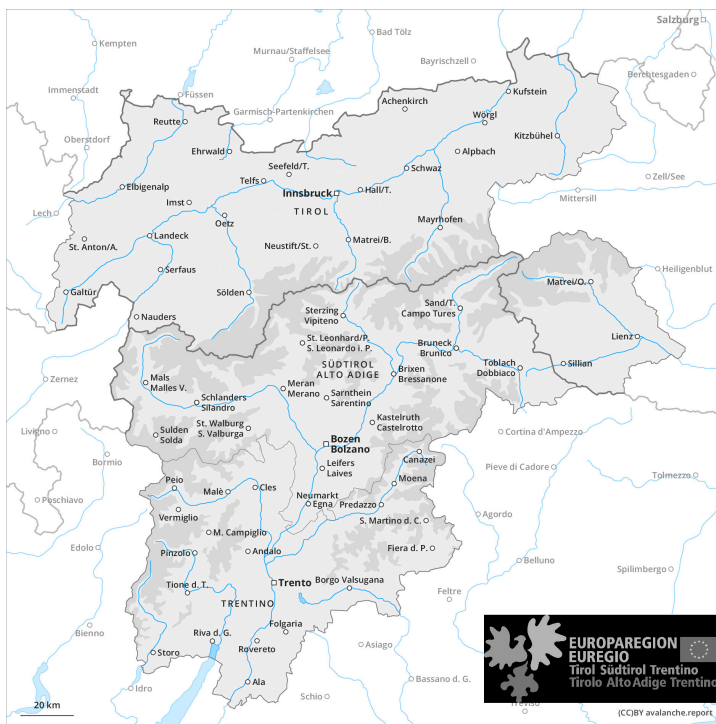 Salzburg
Kempten
Bad Tölz
Murnau/Staffelsee
Bayrischzell
Berchtesgaden
Immenstadt
Füssen
Garmisch-Partenkirchen
Achenkirch
Kufstein
Reutte
Wörgl
Oberstdorf
Ehrwald
Kitzbühel
Alpbach
Seefeld/T.
Schwaz
Telfs
Zell/See
Elbigenalp
Innsbruck
Hall/T.
Mittersill
Imst
TIROL
Lech
Oetz
Mayrhofen
Landeck
St. Anton/A.
Neustift/St.
Matrei/B.
Serfaus
Heiligenblut
Matrei/O.
Galtür
Sölden
Sand/T.
Campo Tures
Nauders
Sterzing
Vipiteno
Lienz
St. Leonhard/P.
S. Leonardo i. P.
Bruneck
Brunico
Toblach
Dobbiaco
Sillian
SÜDTIROL
ALTO ADIGE
Brixen
Bressanone
Zernez
Mals
Malles V.
Meran
Merano
Sarnthein
Sarentino
Schlanders
Silandro
St. Walburg
S. Valburga
Kastelruth
Castelrotto
Livigno
Sulden
Solda
Bozen
Bolzano
Cortina d'Ampezzo
Bormio
Canazei
Leifers
Laives
Pieve di Cadore
Tolmezzo
Peio
Moena
Poschiavo
Malè
Cles
Neumarkt
Egna
Predazzo
Vermiglio
Agordo
S. Martino d. C.
M. Campiglio
Edolo
Pinzolo
Andalo
Fiera d. P.
Belluno
Spilimbergo
Tione d. T.
Trento
Borgo Valsugana
Feltre
TRENTINO
Bienno
Folgaria
Riva d. G.
Rovereto
Asiago
Storo
Ala
Idro
Schio
Bassano d. G.
Treviso
EUROPAREGION
EUREGIO
Tirol Südtirol Trentino
Tirolo Alto Adige Trentino
20 km
(CC)BY avalanche.report